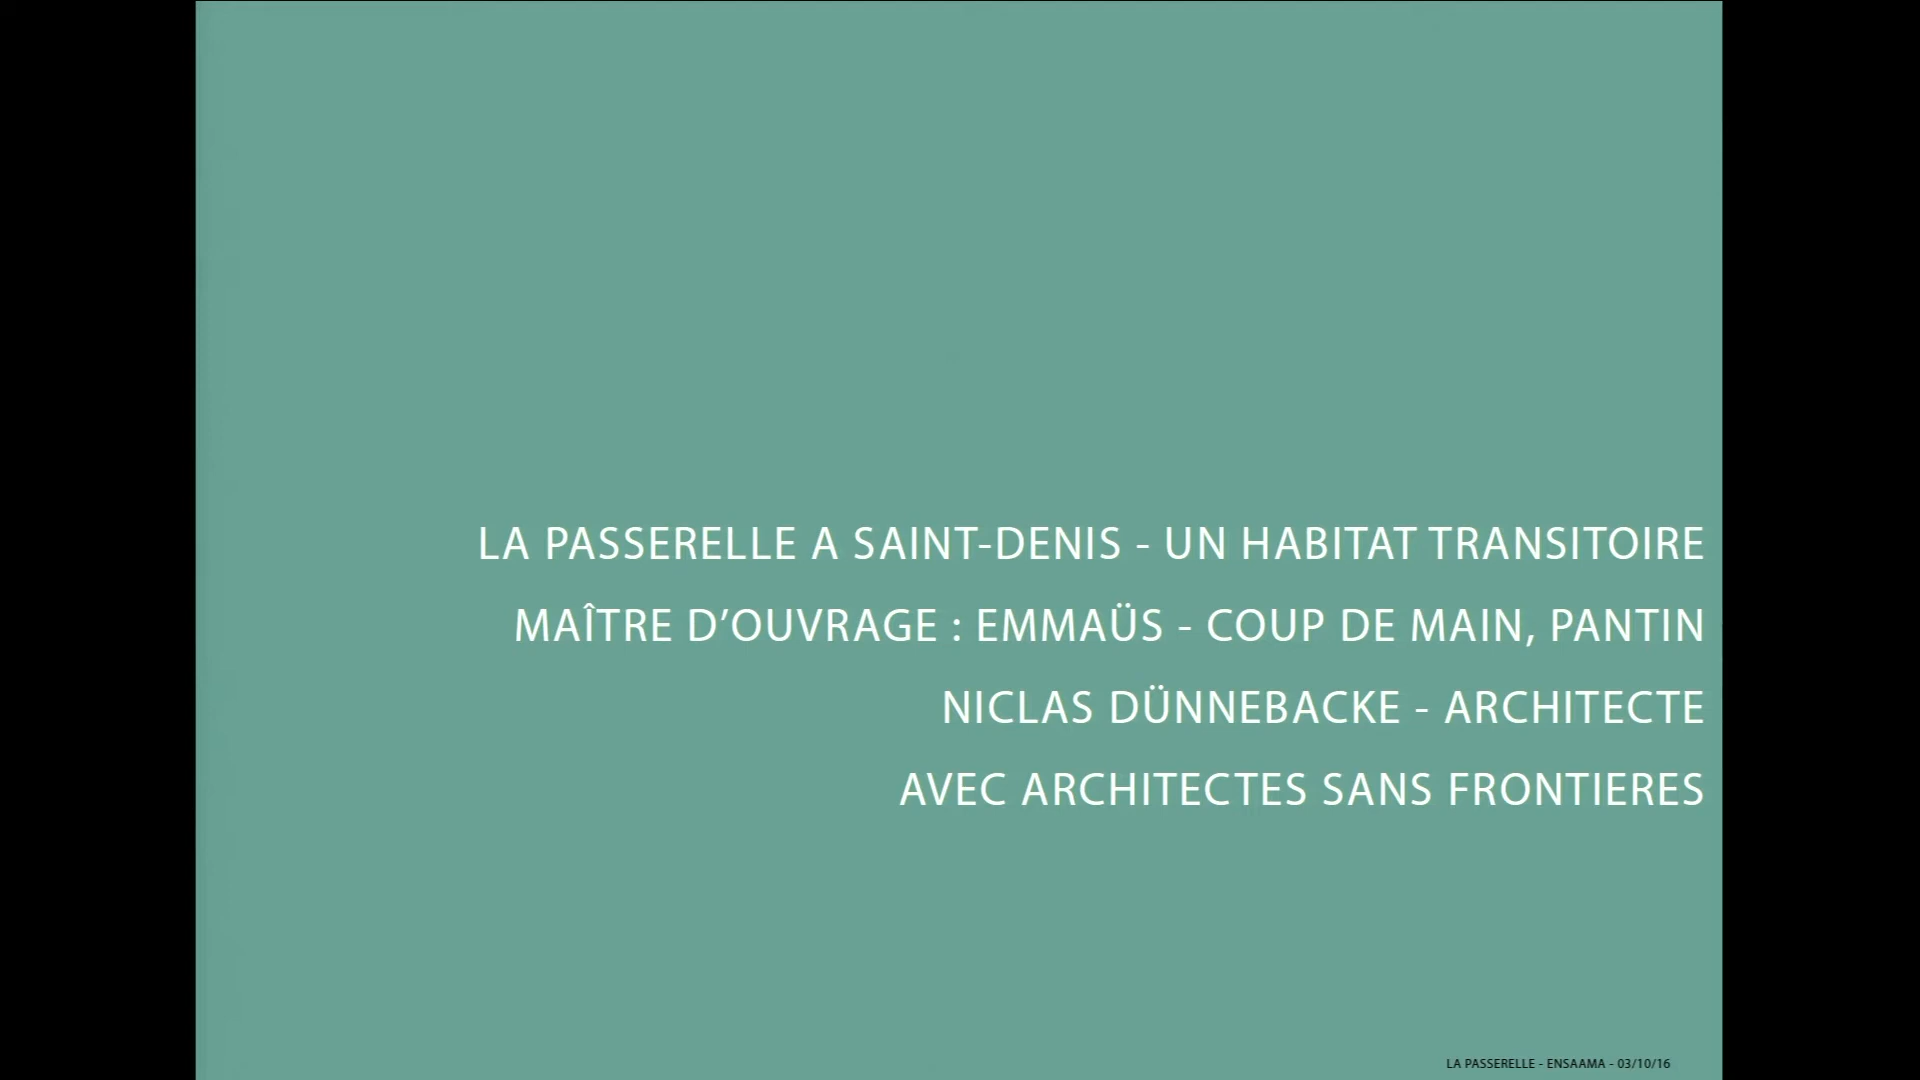 LA PASSERELLE A SAINT-DENIS - UN HABITAT TRANSITOIRE
MAÎTRE D’OUVRAGE : EMMAÜS - COUP DE MAIN, PANTIN
NICLAS DÜNNEBACKE - ARCHITECTE
AVEC ARCHITECTES SANS FRONTIERES
LA PASSERELLE - ENSAAMA - 03/10/16